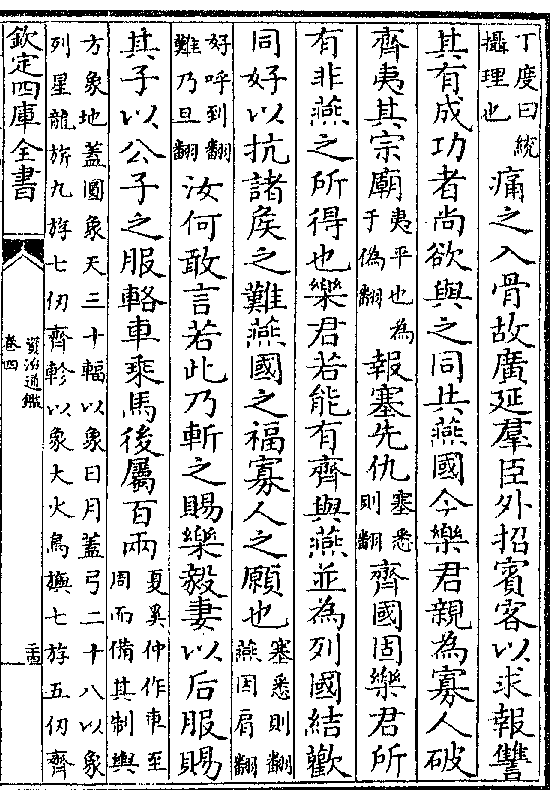 丁度曰統攝理也痛之入骨故廣延羣臣外招賓客以求報讐
其有成功者尚欲與之同共燕國今樂君親為寡人破
齊夷其宗廟夷平也為于偽翻報塞先仇塞悉則翻齊國固樂君所
有非燕之所得也樂君若能有齊與燕並為列國結歡
同好以抗諸侯之難燕國之福寡人之願也塞悉則翻燕因肩翻
好呼到翻難乃旦翻汝何敢言若此乃斬之賜樂毅妻以后服賜
其子以公子之服輅車乘馬後屬百兩夏奚仲作車至周而備其制輿
方象地蓋圓象天三十輻以象日月蓋弓二十八以象
列星龍旂九斿七仞齊軫以象大火鳥旟七斿五仞齊
欽定四庫全書
資治通鑑
卷四